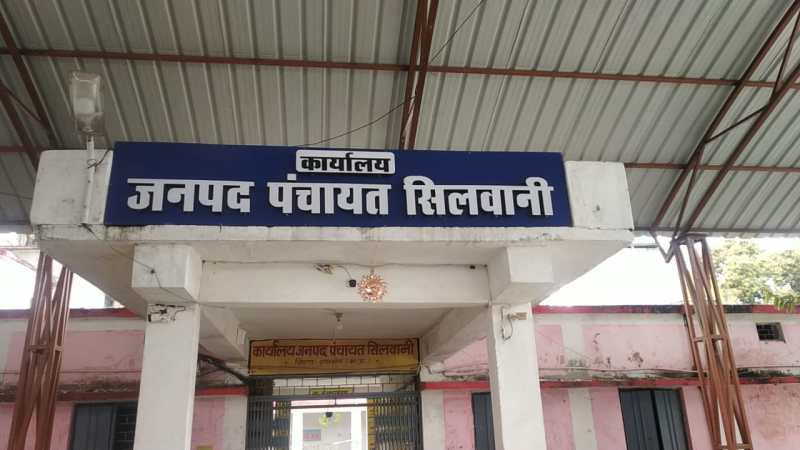 कार्यालय
जनपद पंचायत सिलवानी
कार्यालय जनपद पंचायत सिलवानी